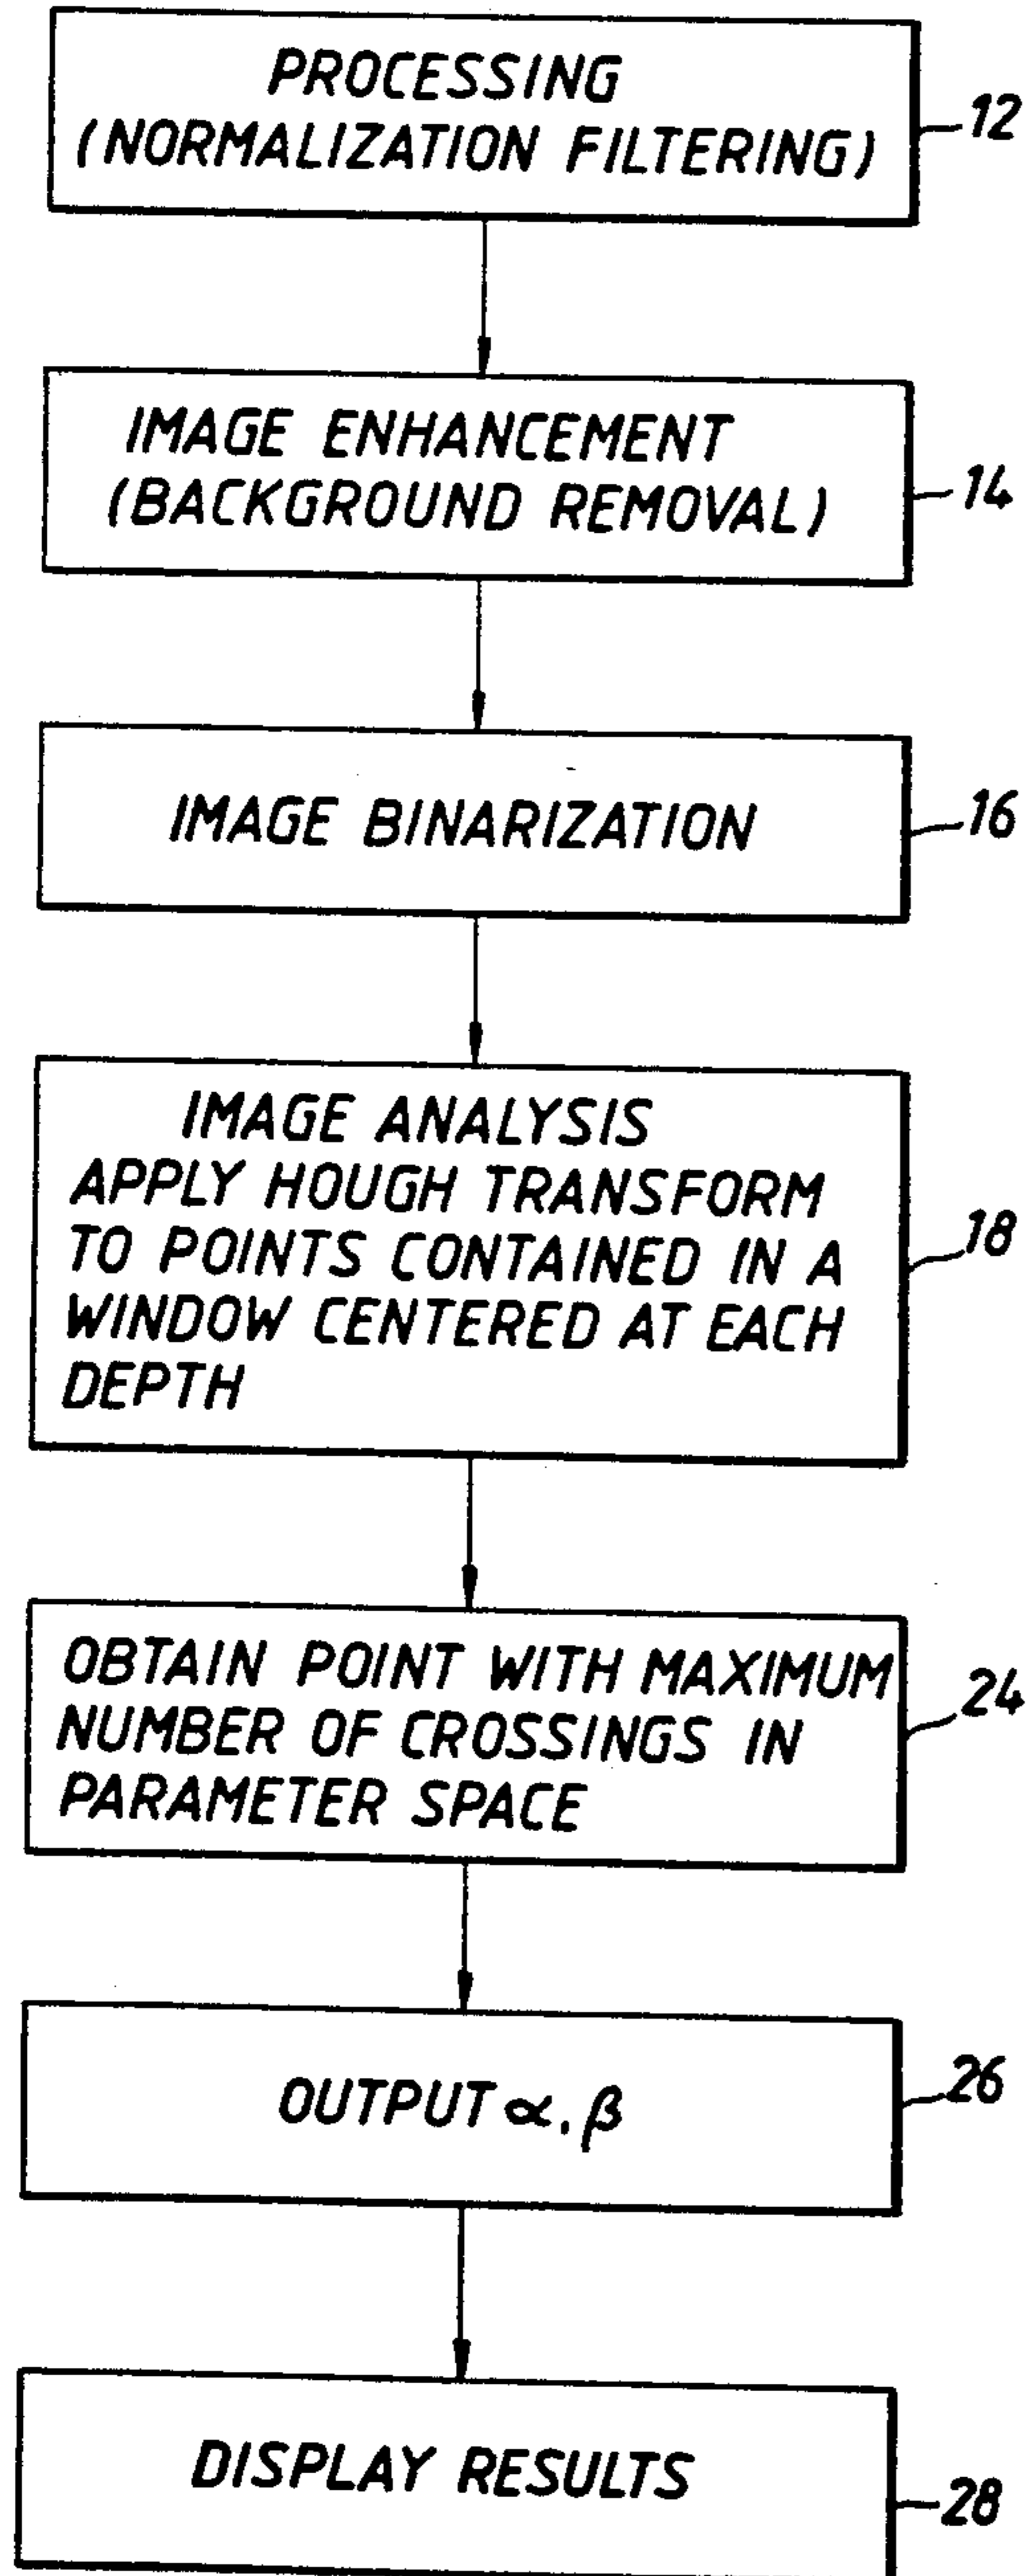 PROCESSING
(NORMALIZATION FILTERING)
12
IMAGE ENHANCEMENT
(BACKGROUND REMOVAL)
14
IMAGE BINARIZATION
16
IMAGE ANALYSIS
APPLY HOUGH TRANSFORM
TO POINTS CONTAINED IN A
WINDOW CENTERED AT EACH
DEPTH
18
OBTAIN POINT WITH MAXIMUM
NUMBER OF CROSSINGS IN
PARAMETER SPACE
24
OUTPUT α, β
26
DISPLAY RESULTS
28